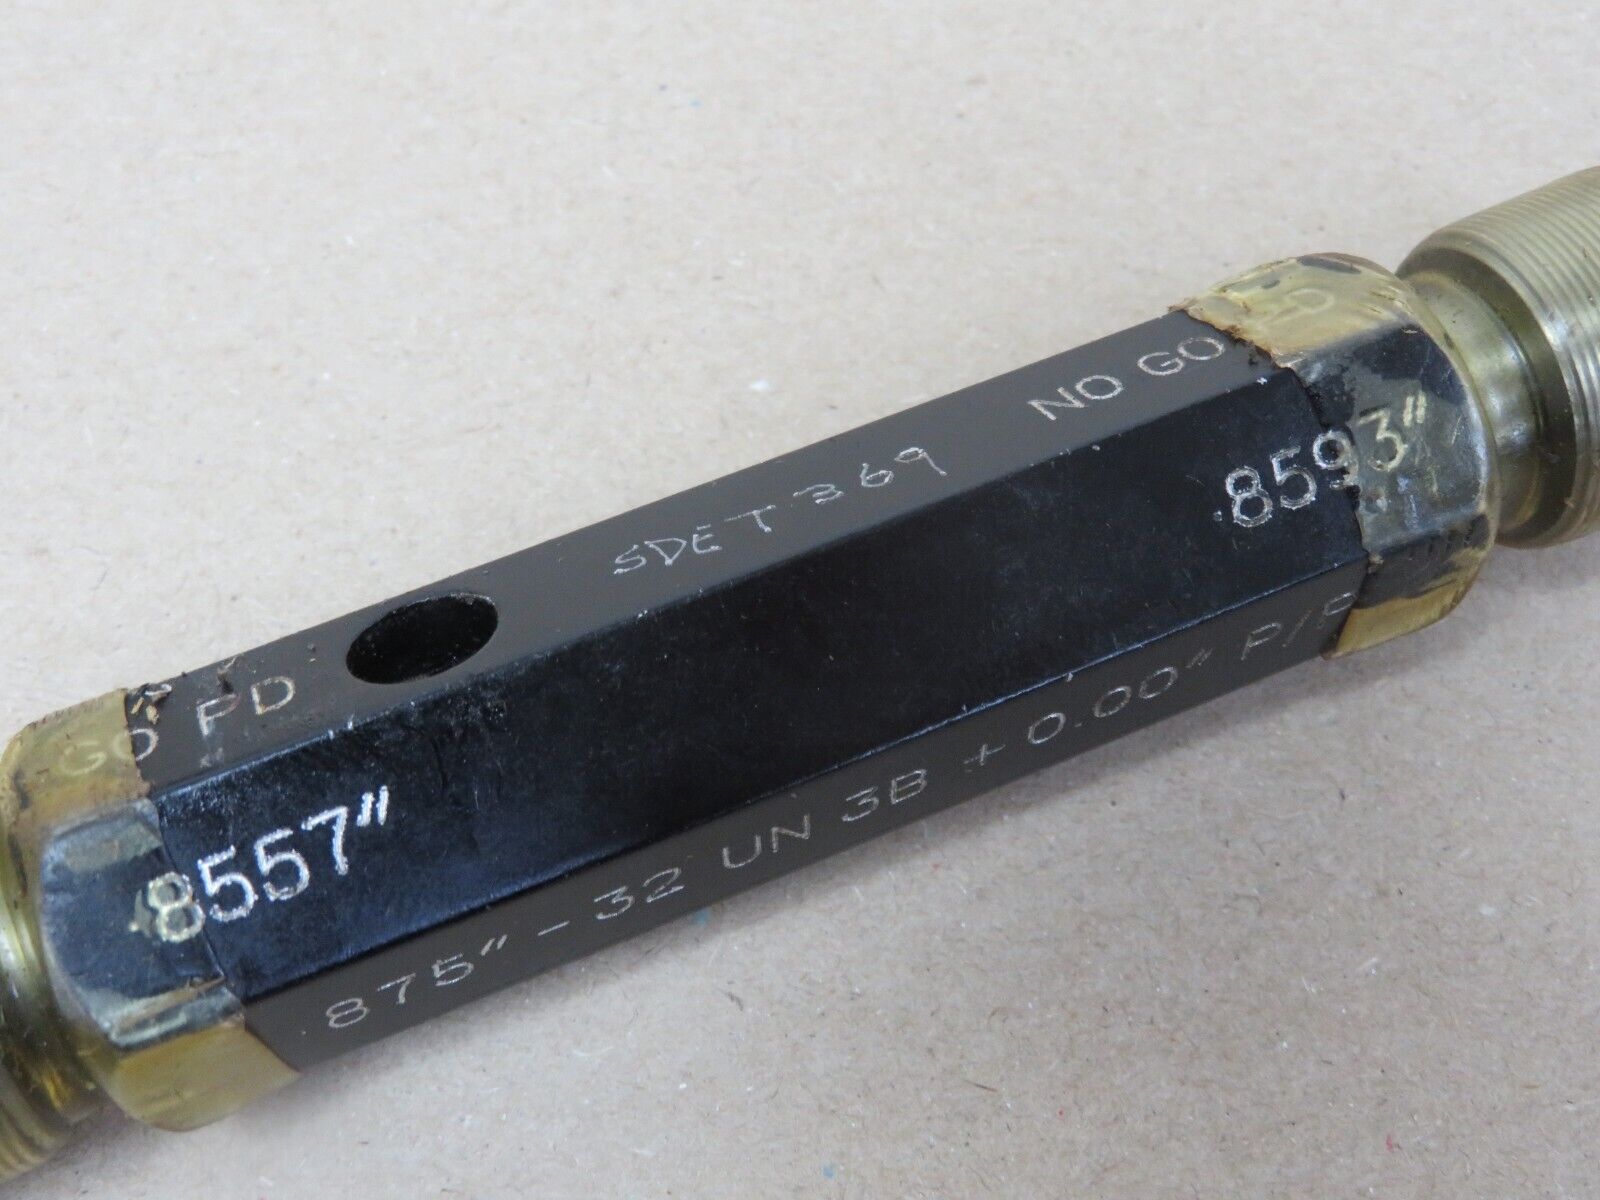 GO PD SDET 369 NO GO
.8557" .8593"
.875"-32 UN 3B + 0.00" P/P